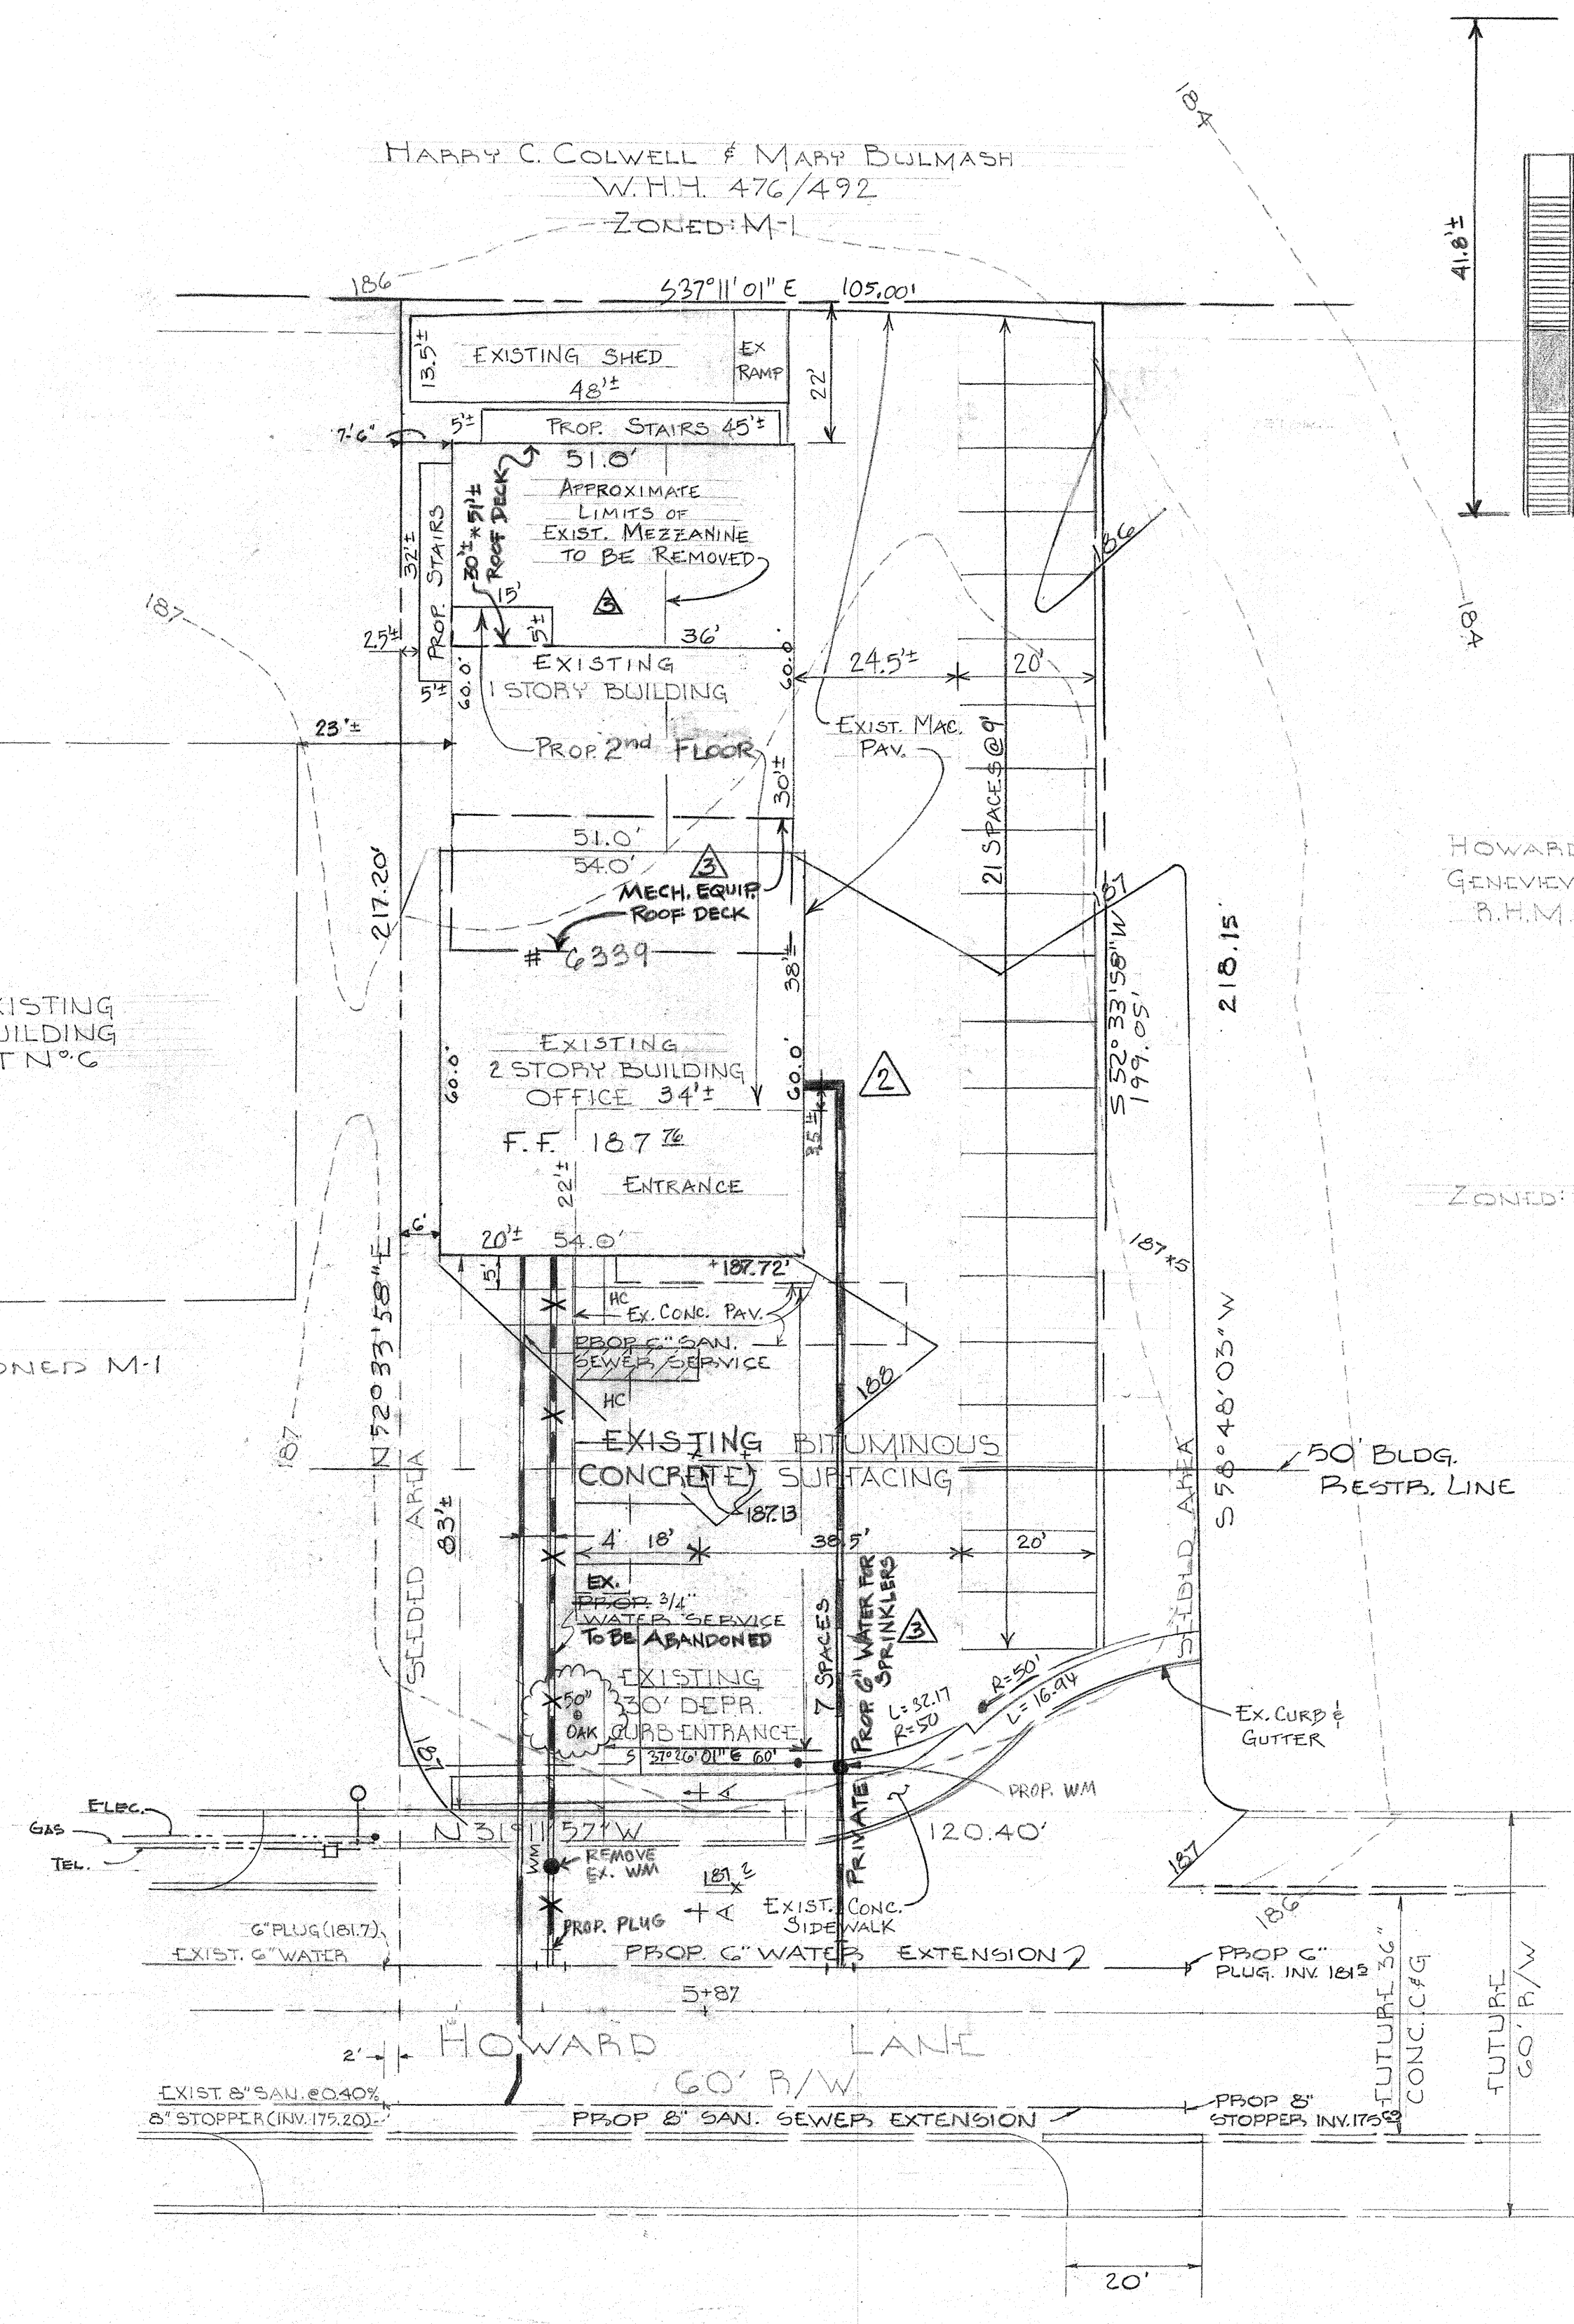 HARRY C. COLWELL & MARY BULMASH
W.H.H. 476/492
ZONED: M-1
184
186
S37°11'01"E 105.00'
41.8'±
13.5'±
EXISTING SHED
48'±
EX
RAMP
22'
7'-6"
5'±
PROP. STAIRS 45'±
51.0'
APPROXIMATE
LIMITS OF
EXIST. MEZZANINE
TO BE REMOVED
30'± * 51'±
ROOF DECK
32'±
PROP. STAIRS
15'
5'±
3
36'
186
184
187
2.5'±
5'±
60.0'
60.0'
EXISTING
1 STORY BUILDING
24.5'±
20'
23'±
PROP. 2nd FLOOR
EXIST. MAC.
PAV.
21 SPACES @ 9'
30'±
51.0'
54.0'
3
MECH. EQUIP.
ROOF DECK
# 6339
38'±
217.20'
187
S 52° 33' 58" W
199.05'
218.15'
HOWARD
GENEVIEV
R.H.M.
XISTING
UILDING
T No. 6
60.0'
60.0'
EXISTING
2 STORY BUILDING
OFFICE 34'±
2
F.F. 187 76
22'±
35'±
ENTRANCE
ZONED:
6'
20'± 54.0'
5'
+187.72'
187+5
HC
EX. CONC. PAV.
PROP 6" SAN.
SEWER SERVICE
HC
188
ONED M-1
N 52° 33' 58" E
187
S 58° 48' 03" W
EXISTING BITUMINOUS
CONCRETE SURFACING
50' BLDG.
RESTR. LINE
187.13
SEEDED AREA
83'±
SEEDED AREA
4' 18' 38.5' 20'
EX.
PROP. 3/4"
WATER SERVICE
TO BE ABANDONED
7 SPACES
PRIVATE PROP 6" WATER FOR
SPRINKLERS
3
50"
OAK
EXISTING
30' DEPR.
CURB ENTRANCE
S 37°26'01" E 60'
L=32.17
R=50
R=50'
L=16.94
EX. CURB &
GUTTER
187
PROP. WM
ELEC.
GAS
TEL.
N 31°11'57" W 120.40'
WM
REMOVE
EX. WM
187.2
187
186
EXIST. CONC.
SIDEWALK
PROP. PLUG
6" PLUG (181.7)
EXIST. 6" WATER
PROP. 6" WATER EXTENSION
PROP 6"
PLUG. INV. 181.5
5+87
HOWARD LANE
60' R/W
2'
FUTURE 36"
CONC. C&G
FUTURE
60' R/W
EXIST. 8" SAN. @ 0.40%
8" STOPPER (INV. 175.20)
PROP 8" SAN. SEWER EXTENSION
PROP 8"
STOPPER INV. 175
20'